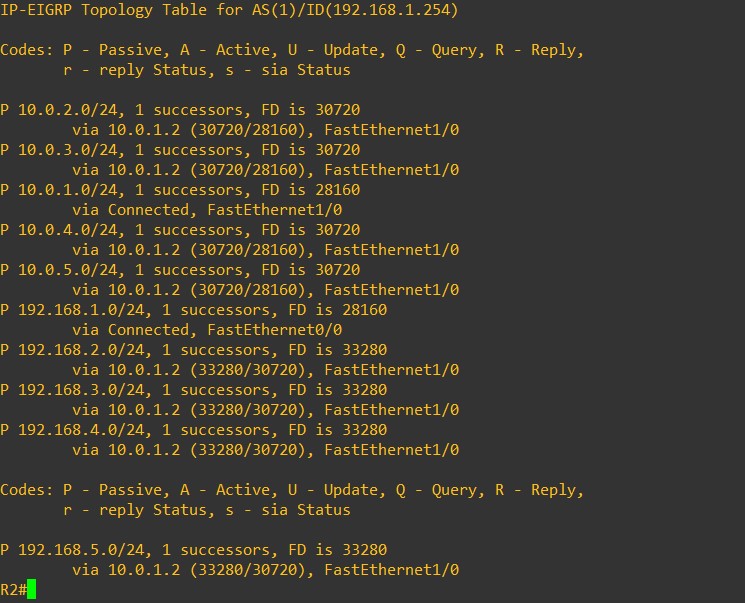 IP-EIGRP Topology Table for AS(1)/ID(192.168.1.254)
Codes: P - Passive, A - Active, U - Update, Q - Query, R - Reply,
r - reply Status, s - sia Status
P 10.0.2.0/24, 1 successors, FD is 30720
via 10.0.1.2 (30720/28160), FastEthernet1/0
P 10.0.3.0/24, 1 successors, FD is 30720
via 10.0.1.2 (30720/28160), FastEthernet1/0
P 10.0.1.0/24, 1 successors, FD is 28160
via Connected, FastEthernet1/0
P 10.0.4.0/24, 1 successors, FD is 30720
via 10.0.1.2 (30720/28160), FastEthernet1/0
P 10.0.5.0/24, 1 successors, FD is 30720
via 10.0.1.2 (30720/28160), FastEthernet1/0
P 192.168.1.0/24, 1 successors, FD is 28160
via Connected, FastEthernet0/0
P 192.168.2.0/24, 1 successors, FD is 33280
via 10.0.1.2 (33280/30720), FastEthernet1/0
P 192.168.3.0/24, 1 successors, FD is 33280
via 10.0.1.2 (33280/30720), FastEthernet1/0
P 192.168.4.0/24, 1 successors, FD is 33280
via 10.0.1.2 (33280/30720), FastEthernet1/0
Codes: P - Passive, A - Active, U - Update, Q - Query, R - Reply,
r - reply Status, s - sia Status
P 192.168.5.0/24, 1 successors, FD is 33280
via 10.0.1.2 (33280/30720), FastEthernet1/0
R2#